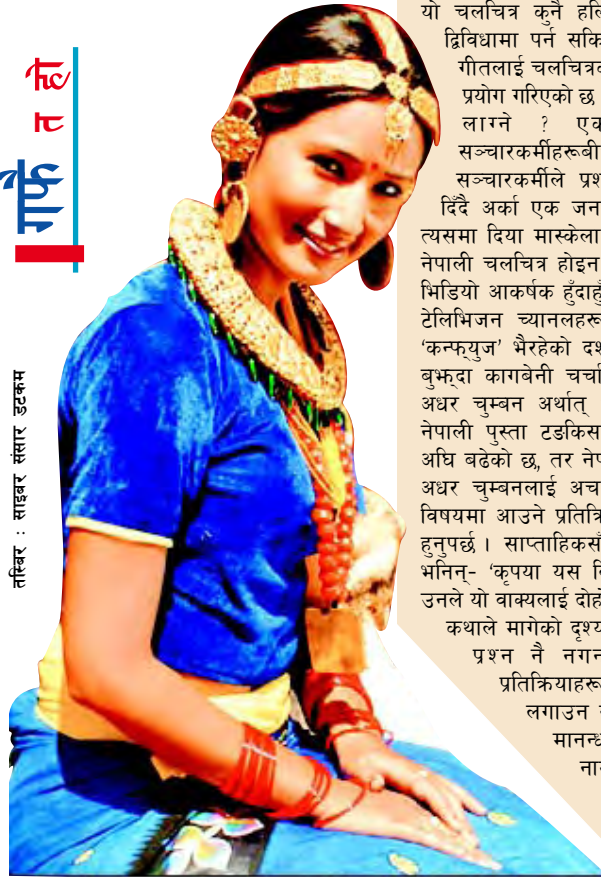 गार्फ त हो
तस्बिर : साइबर संसार डटकम
यो चलचित्र कुनै हलि
द्विविधामा पर्न सकि
गीतलाई चलचित्रक
प्रयोग गरिएको छ
लाग्ने ? एक
सञ्चारकर्मीहरूबी
सञ्चारकर्मीले प्रश
दिँदै अर्का एक जन
त्यसमा दिया मास्केला
नेपाली चलचित्र होइन
भिडियो आकर्षक हुँदाहुँ
टेलिभिजन च्यानलहरू
‘कन्फ्युज’ भैरहेको दश
बुझ्दा कागबेनी चर्चा
अधर चुम्बन अर्थात्
नेपाली पुस्ता टङकिस
अघि बढेको छ, तर नेप
अधर चुम्बनलाई अच
विषयमा आउने प्रतिक्रि
हुनुपर्छ । साप्ताहिकसँ
भनिन्– ‘कृपया यस वि
उनले यो वाक्यलाई दोहो
कथाले मागेको दृश्य
प्रश्न नै नगन
प्रतिक्रियाहरू
लगाउन
मानन्ध
नार